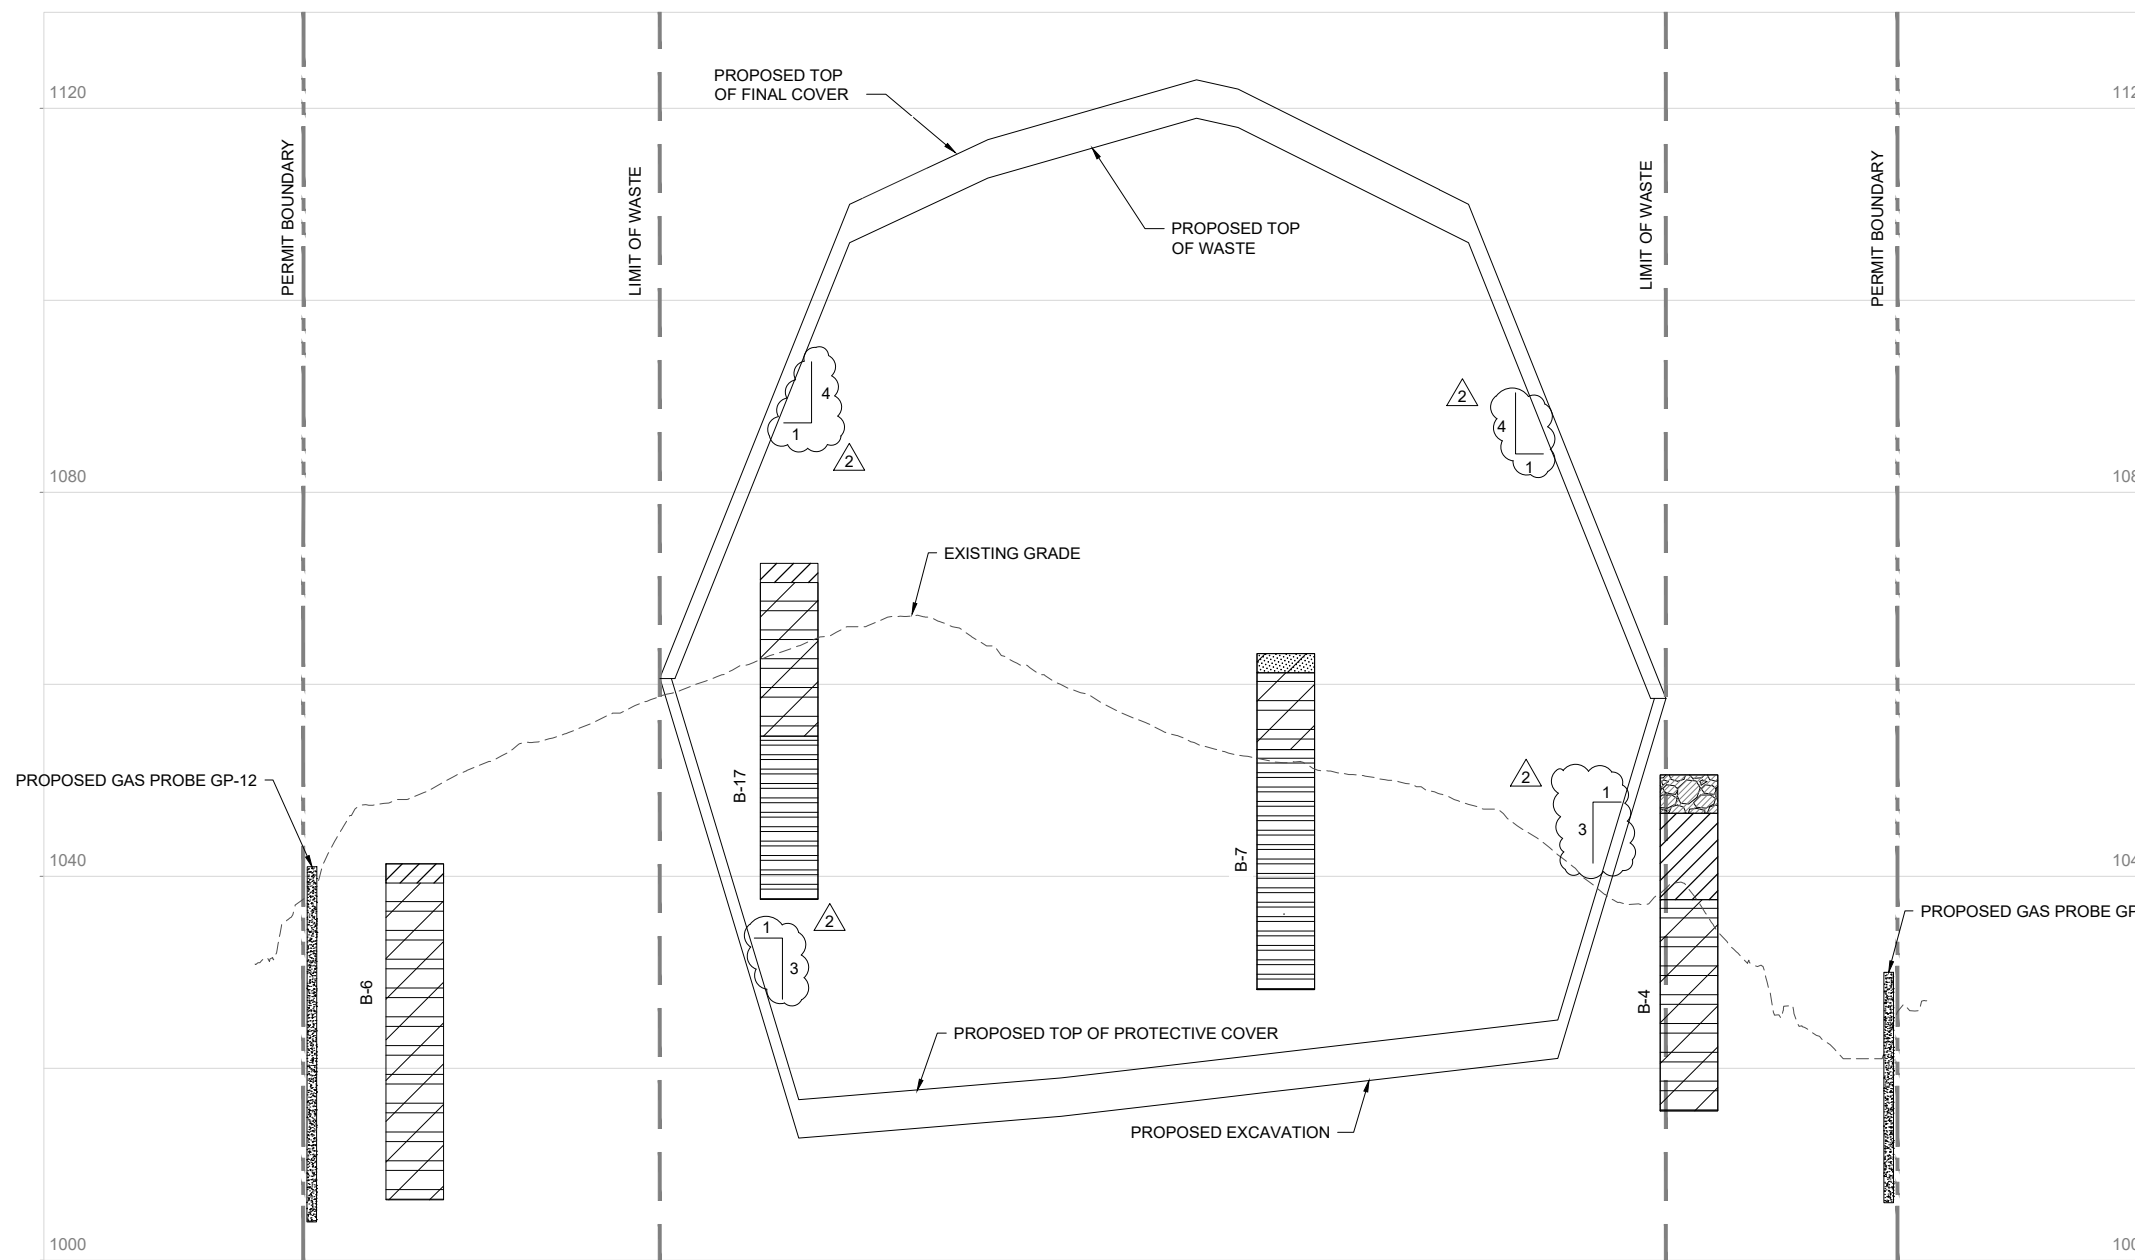 PROPOSED TOP
OF FINAL COVER
1120
112
PERMIT BOUNDARY
LIMIT OF WASTE
LIMIT OF WASTE
PERMIT BOUNDARY
PROPOSED TOP
OF WASTE
4
1
2
2
4
1
1080
108
EXISTING GRADE
B-17
PROPOSED GAS PROBE GP-12
2
1
3
1040
104
B-7
2
1
3
PROPOSED GAS PROBE GP
B-6
B-4
PROPOSED TOP OF PROTECTIVE COVER
PROPOSED EXCAVATION
1000
100